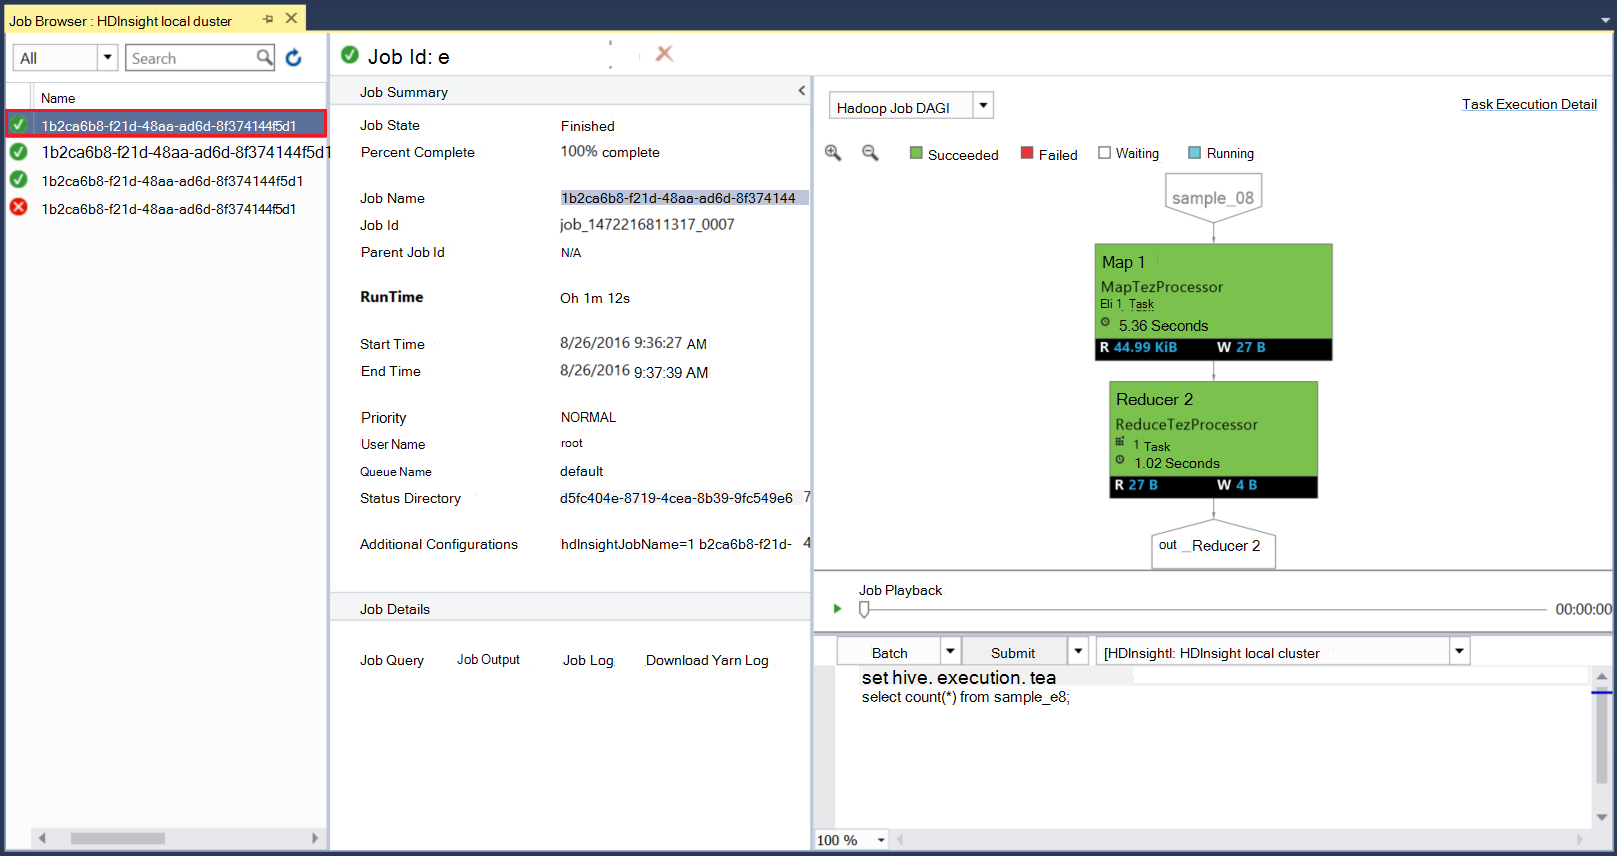 Job Browser : HDInsight local duster
All
Search
Name
1b2ca6b8-f21d-48aa-ad6d-8f374144f5d1
1b2ca6b8-f21d-48aa-ad6d-8f374144f5d1
1b2ca6b8-f21d-48aa-ad6d-8f374144f5d1
1b2ca6b8-f21d-48aa-ad6d-8f374144f5d1
Job Id: e
Job Summary
Job State Finished
Percent Complete 100% complete
Job Name 1b2ca6b8-f21d-48aa-ad6d-8f374144
Job Id job_1472216811317_0007
Parent Job Id N/A
RunTime Oh 1m 12s
Start Time 8/26/2016 9:36:27 AM
End Time 8/26/2016 9:37:39 AM
Priority NORMAL
User Name root
Queue Name default
Status Directory d5fc404e-8719-4cea-8b39-9fc549e6 7
Additional Configurations hdInsightJobName=1 b2ca6b8-f21d- 4
Job Details
Job Query Job Output Job Log Download Yarn Log
Hadoop Job DAGI
Task Execution Detail
Succeeded Failed Waiting Running
sample_08
Map 1
MapTezProcessor
Eli 1 Task
5.36 Seconds
R 44.99 KiB W 27 B
Reducer 2
ReduceTezProcessor
1 Task
1.02 Seconds
R 27 B W 4 B
out _Reducer 2
Job Playback
00:00:00
Batch Submit [HDInsightl: HDInsight local cluster
set hive. execution. tea
select count(*) from sample_e8;
100 %